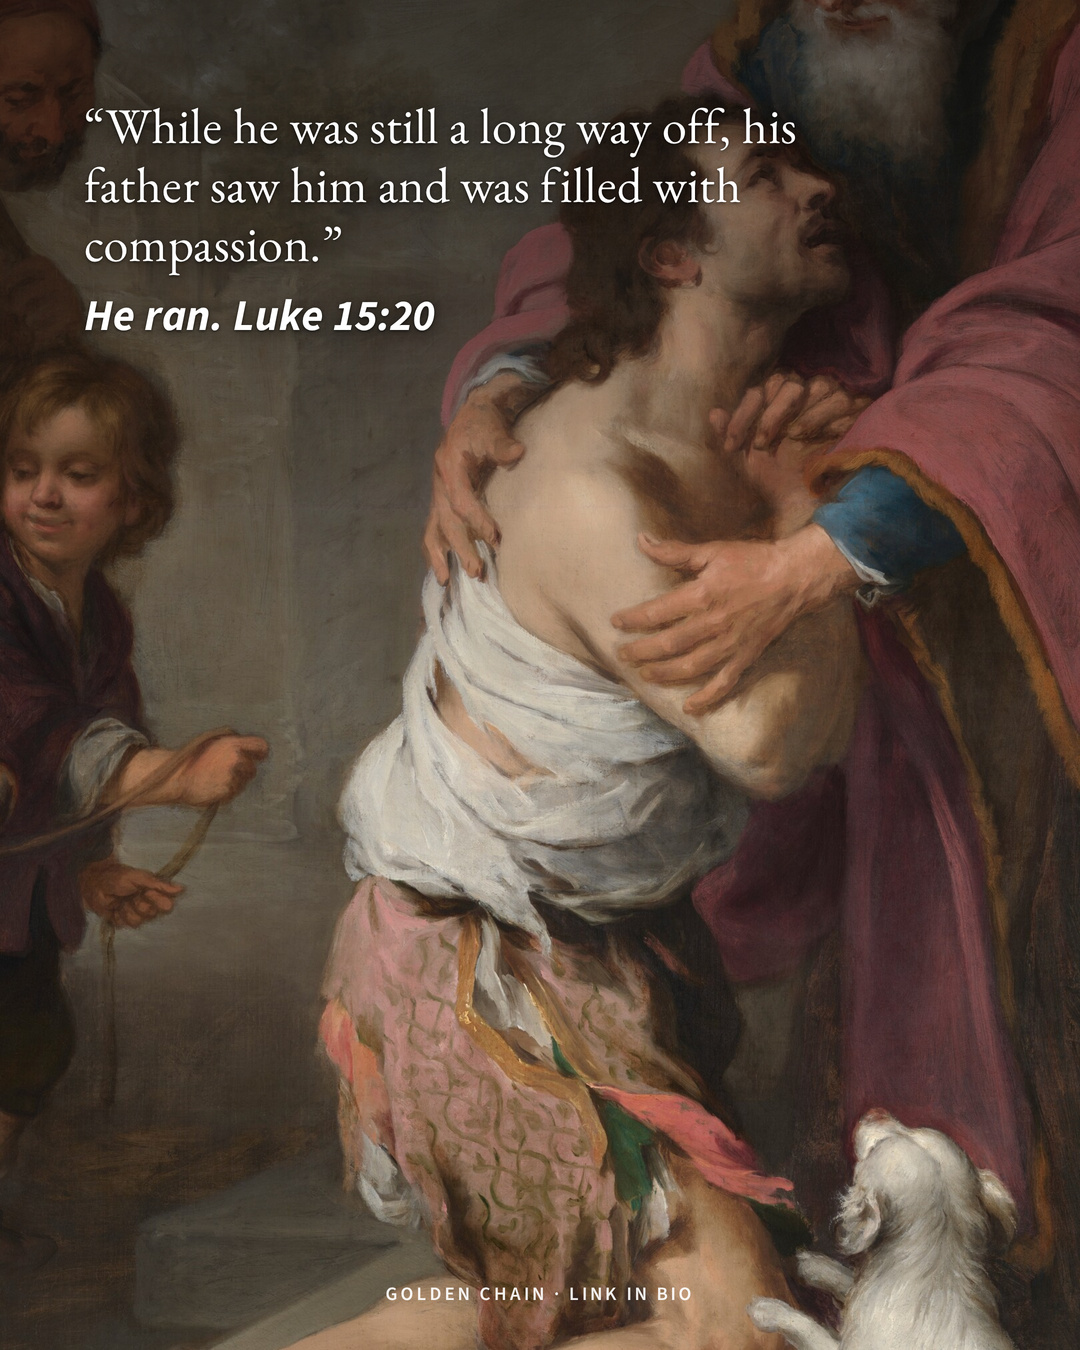 “While he was still a long way off, his
father saw him and was filled with
compassion.”
He ran. Luke 15:20
GOLDEN CHAIN · LINK IN BIO